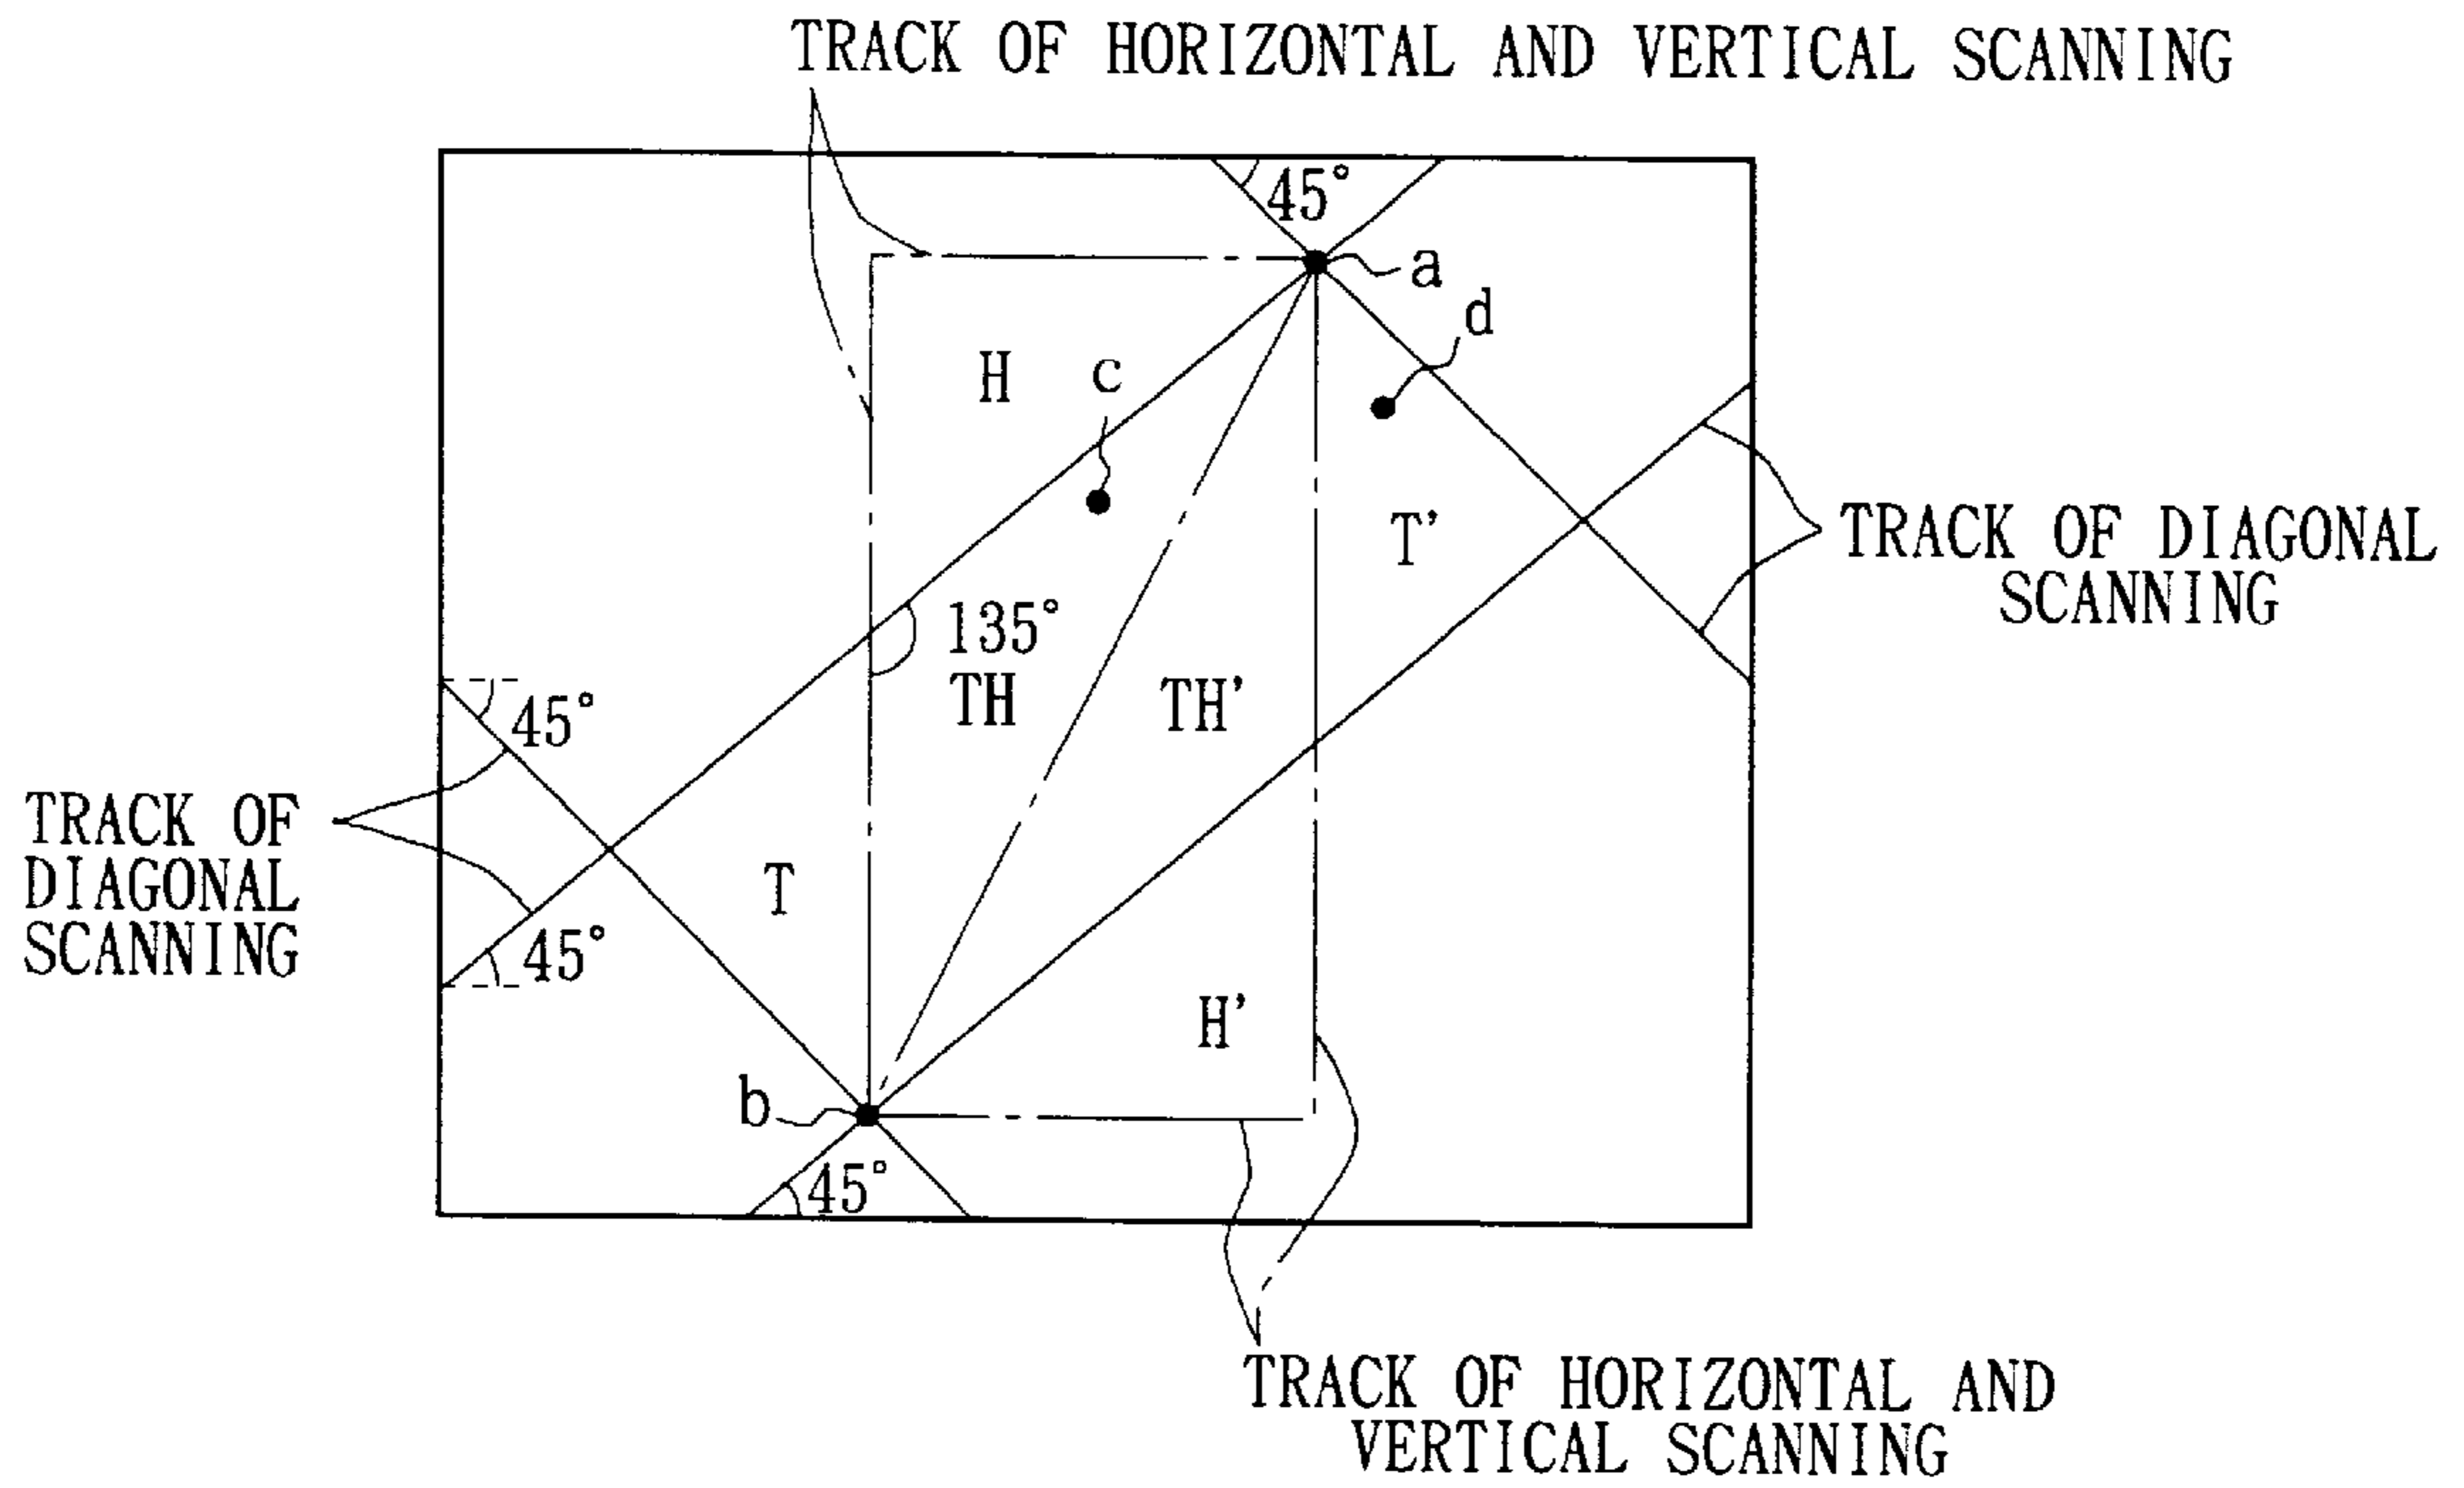 TRACK OF HORIZONTAL AND VERTICAL SCANNING
45°
a
d
H
c
T'
TRACK OF DIAGONAL
SCANNING
135°
TH
TH'
45°
TRACK OF
DIAGONAL
SCANNING
T
45°
H'
b
45°
TRACK OF HORIZONTAL AND
VERTICAL SCANNING